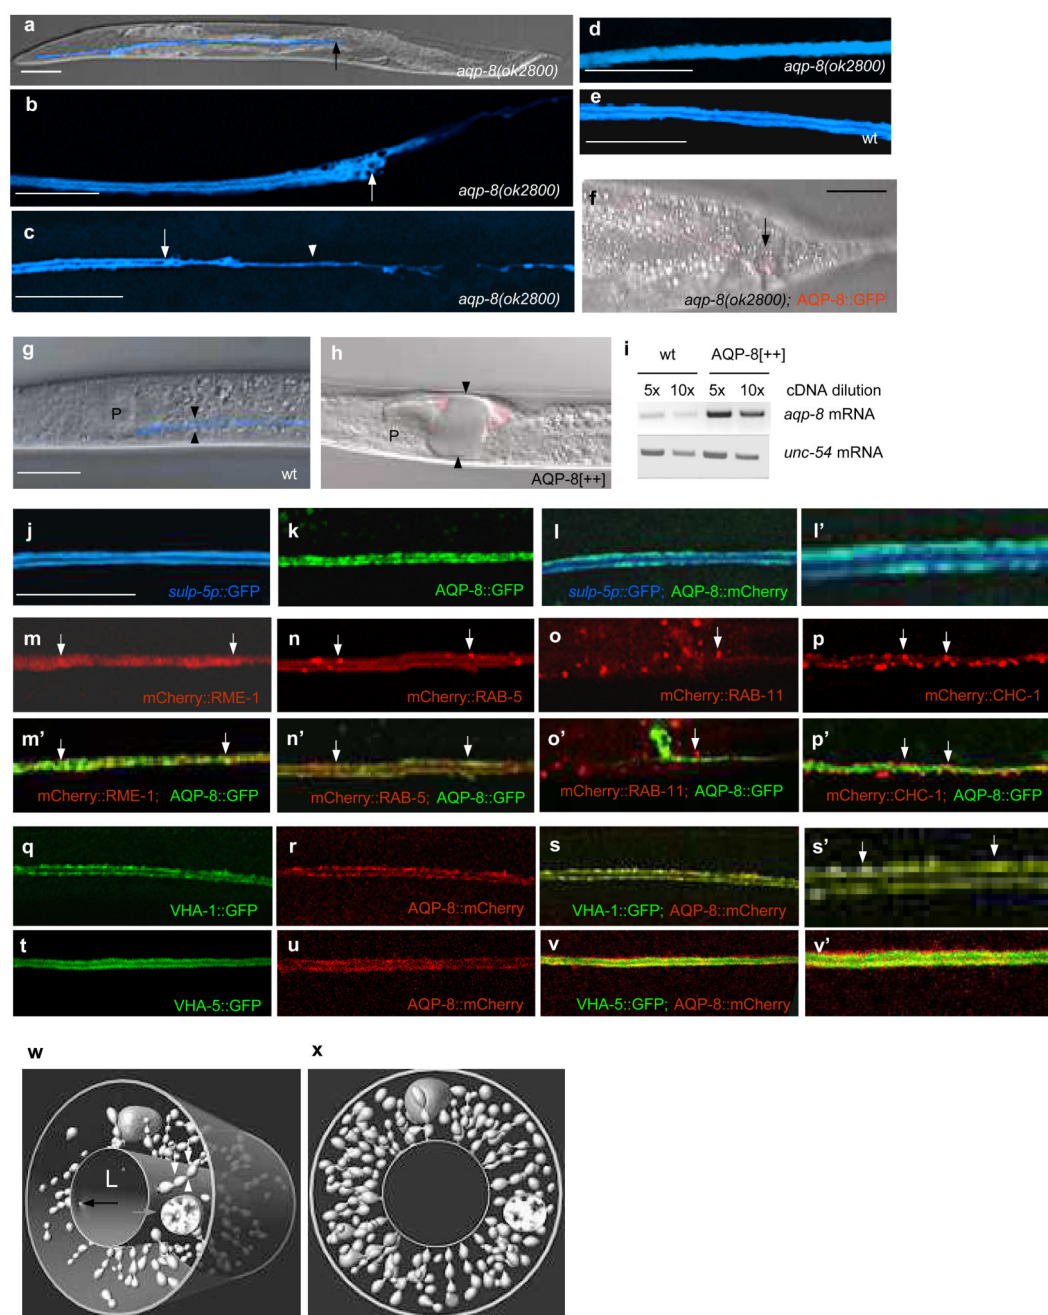 a
aqp-8(ok2800)
b
aqp-8(ok2800)
c
aqp-8(ok2800)
d
aqp-8(ok2800)
e
wt
f
aqp-8(ok2800); AQP-8::GFP
g
P
wt
h
P
AQP-8[++]
i
wt AQP-8[++]
5x 10x 5x 10x cDNA dilution
aqp-8 mRNA
unc-54 mRNA
j
sulp-5p::GFP
k
AQP-8::GFP
l
sulp-5p::GFP; AQP-8::mCherry
l'
m
mCherry::RME-1
n
mCherry::RAB-5
o
mCherry::RAB-11
p
mCherry::CHC-1
m'
mCherry::RME-1; AQP-8::GFP
n'
mCherry::RAB-5; AQP-8::GFP
o'
mCherry::RAB-11; AQP-8::GFP
p'
mCherry::CHC-1; AQP-8::GFP
q
VHA-1::GFP
r
AQP-8::mCherry
s
VHA-1::GFP; AQP-8::mCherry
s'
t
VHA-5::GFP
u
AQP-8::mCherry
v
VHA-5::GFP; AQP-8::mCherry
v'
w
L
x